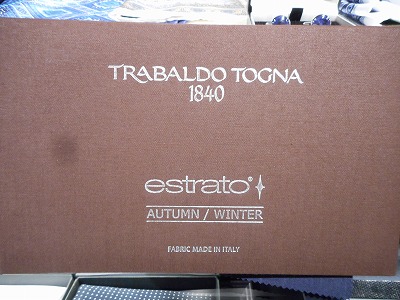 TRABALDO TOGNA
1840
estrato®
AUTUMN / WINTER
FABRIC MADE IN ITALY